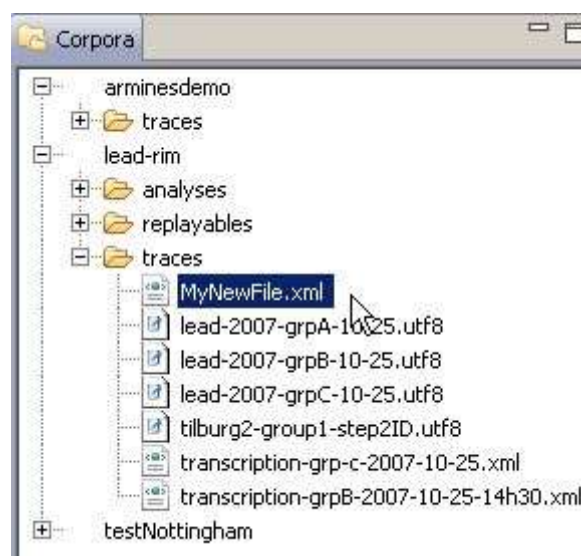 Corpora
arminesdemo
traces
lead-rim
analyses
replayables
traces
MyNewFile.xml
lead-2007-grpA-10-25.utf8
lead-2007-grpB-10-25.utf8
lead-2007-grpC-10-25.utf8
tilburg2-group1-step2ID.utf8
transcription-grp-c-2007-10-25.xml
transcription-grpB-2007-10-25-14h30.xml
testNottingham